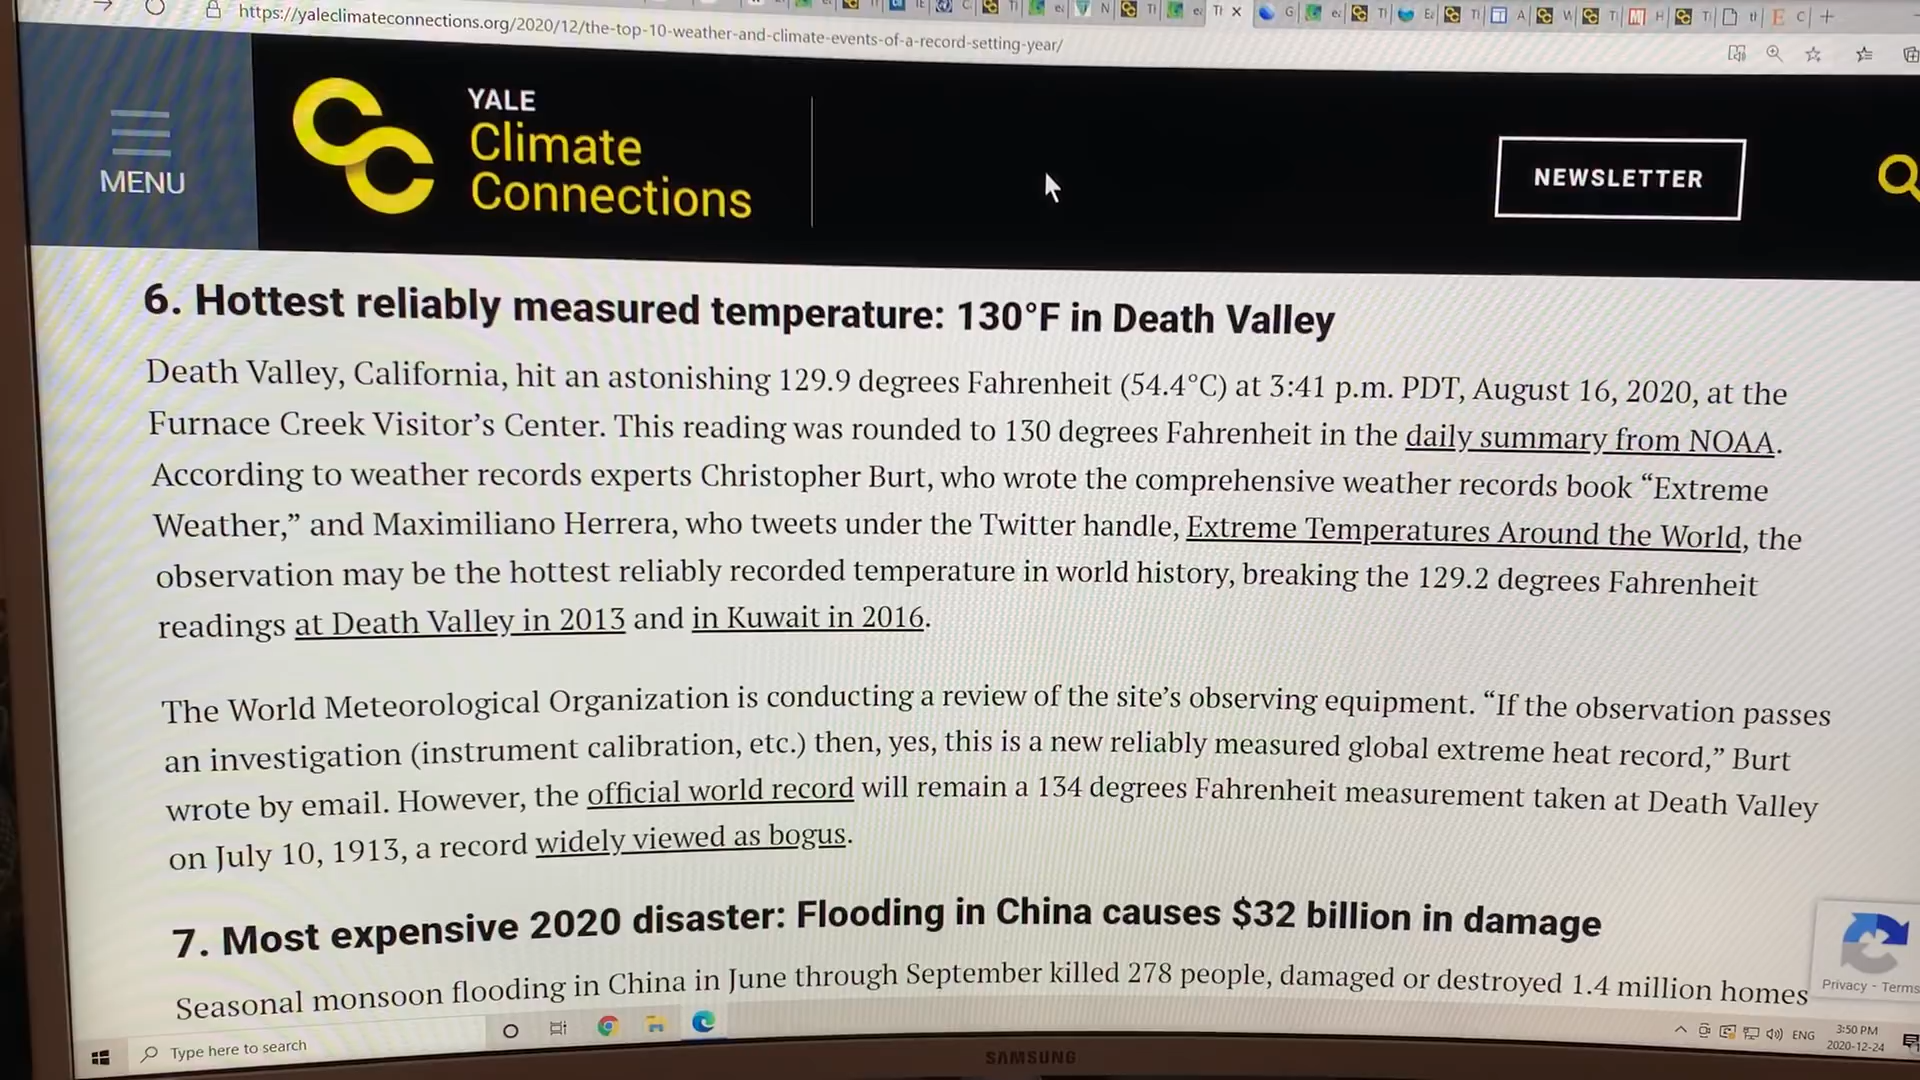 https://yaleclimateconnections.org/2020/12/the-top-10-weather-and-climate-events-of-a-record-setting-year/
MENU
YALE
Climate
Connections
NEWSLETTER
6. Hottest reliably measured temperature: 130°F in Death Valley
Death Valley, California, hit an astonishing 129.9 degrees Fahrenheit (54.4°C) at 3:41 p.m. PDT, August 16, 2020, at the
Furnace Creek Visitor’s Center. This reading was rounded to 130 degrees Fahrenheit in the daily summary from NOAA.
According to weather records experts Christopher Burt, who wrote the comprehensive weather records book “Extreme
Weather,” and Maximiliano Herrera, who tweets under the Twitter handle, Extreme Temperatures Around the World, the
observation may be the hottest reliably recorded temperature in world history, breaking the 129.2 degrees Fahrenheit
readings at Death Valley in 2013 and in Kuwait in 2016.
The World Meteorological Organization is conducting a review of the site’s observing equipment. “If the observation passes
an investigation (instrument calibration, etc.) then, yes, this is a new reliably measured global extreme heat record,” Burt
wrote by email. However, the official world record will remain a 134 degrees Fahrenheit measurement taken at Death Valley
on July 10, 1913, a record widely viewed as bogus.
7. Most expensive 2020 disaster: Flooding in China causes $32 billion in damage
Seasonal monsoon flooding in China in June through September killed 278 people, damaged or destroyed 1.4 million homes
Privacy - Terms
Type here to search
ENG
3:50 PM
2020-12-24
SAMSUNG